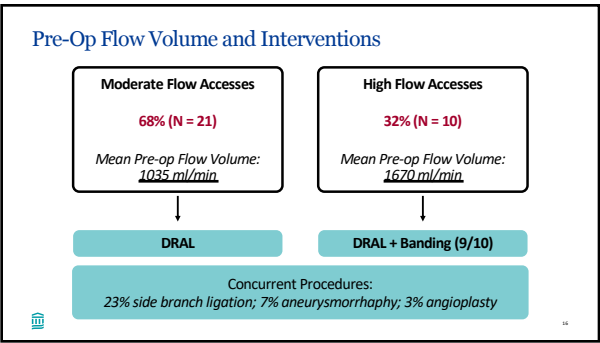 Pre-Op Flow Volume and Interventions
Moderate Flow Accesses
68% (N = 21)
Mean Pre-op Flow Volume:
1035 ml/min
High Flow Accesses
32% (N = 10)
Mean Pre-op Flow Volume:
1670 ml/min
DRAL
DRAL + Banding (9/10)
Concurrent Procedures:
23% side branch ligation; 7% aneurysmorrhaphy; 3% angioplasty
16